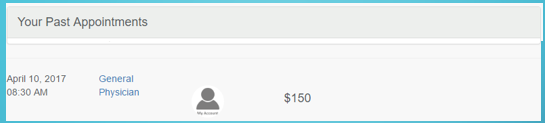 Your Past Appointments
April 10, 2017
08:30 AM
General
Physician
My Account
$150